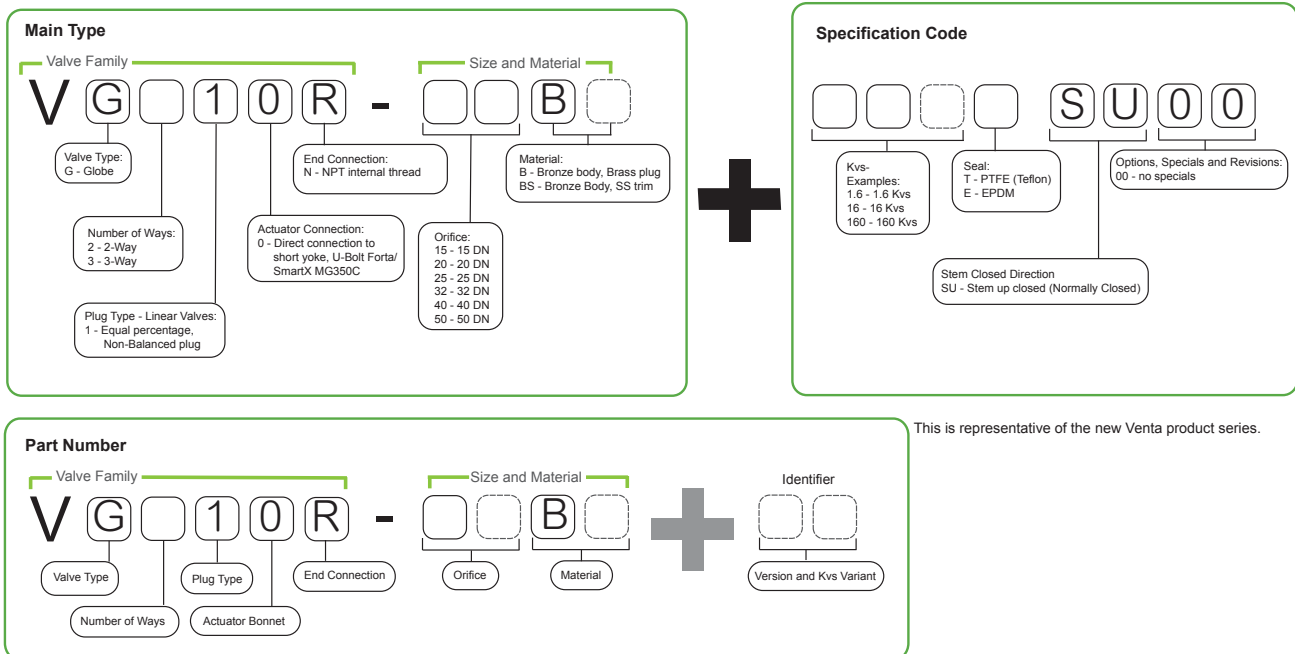 Main Type
Valve Family
Size and Material
V G 1 0 R - B
Valve Type:
G - Globe
End Connection:
N - NPT internal thread
Material:
B - Bronze body, Brass plug
BS - Bronze Body, SS trim
Number of Ways:
2 - 2-Way
3 - 3-Way
Actuator Connection:
0 - Direct connection to
short yoke, U-Bolt Forta/
SmartX MG350C
Orifice:
15 - 15 DN
20 - 20 DN
25 - 25 DN
32 - 32 DN
40 - 40 DN
50 - 50 DN
Plug Type - Linear Valves:
1 - Equal percentage,
Non-Balanced plug
+
Specification Code
S U 0 0
Kvs-
Examples:
1.6 - 1.6 Kvs
16 - 16 Kvs
160 - 160 Kvs
Seal:
T - PTFE (Teflon)
E - EPDM
Options, Specials and Revisions:
00 - no specials
Stem Closed Direction
SU - Stem up closed (Normally Closed)
This is representative of the new Venta product series.
Part Number
Valve Family
Size and Material
Identifier
V G 1 0 R - B +
Valve Type
Plug Type
End Connection
Orifice
Material
Version and Kvs Variant
Number of Ways
Actuator Bonnet